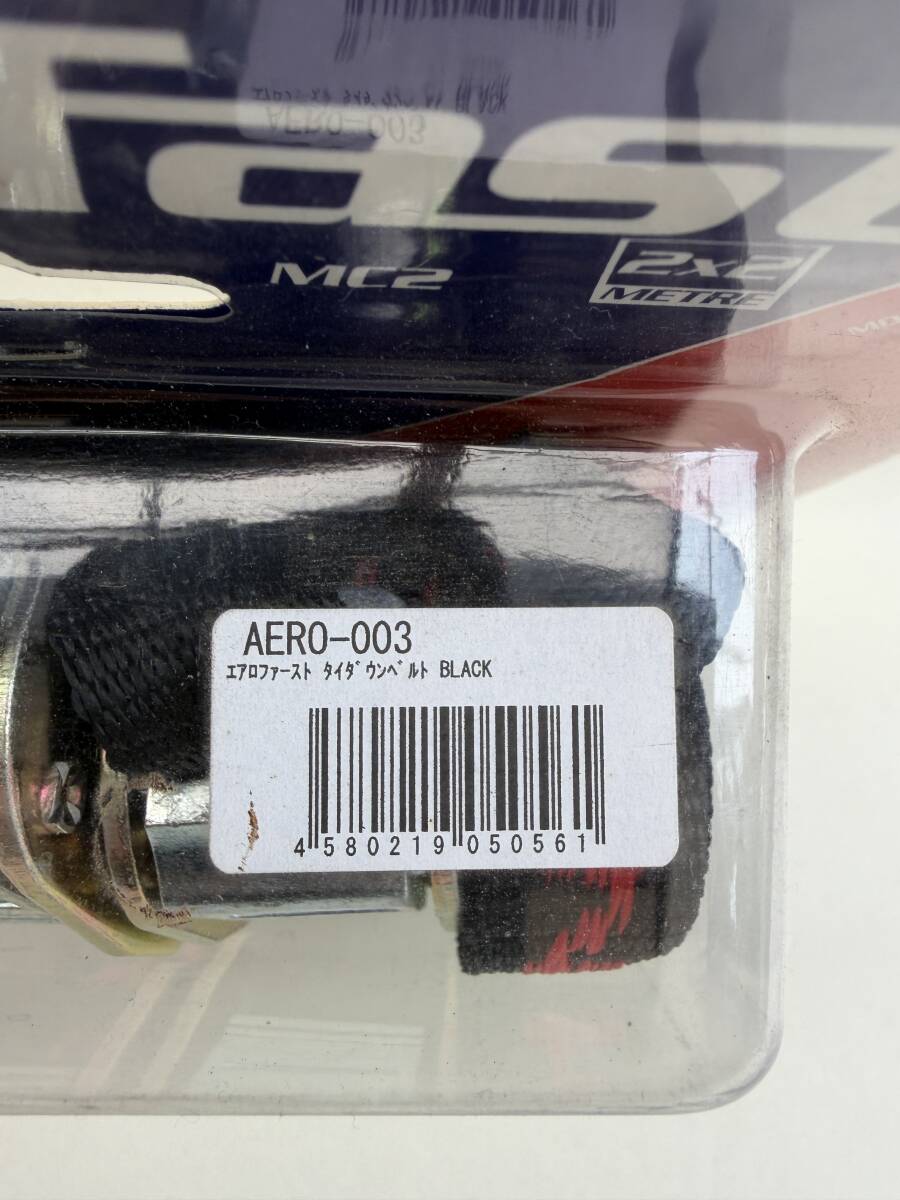 Fast
MC2
2x2
METRE
AERO-003
ｴｱﾛﾌｧｰｽﾄ ﾀｲﾀﾞｳﾝﾍﾞﾙﾄ BLACK
4 580219 050561